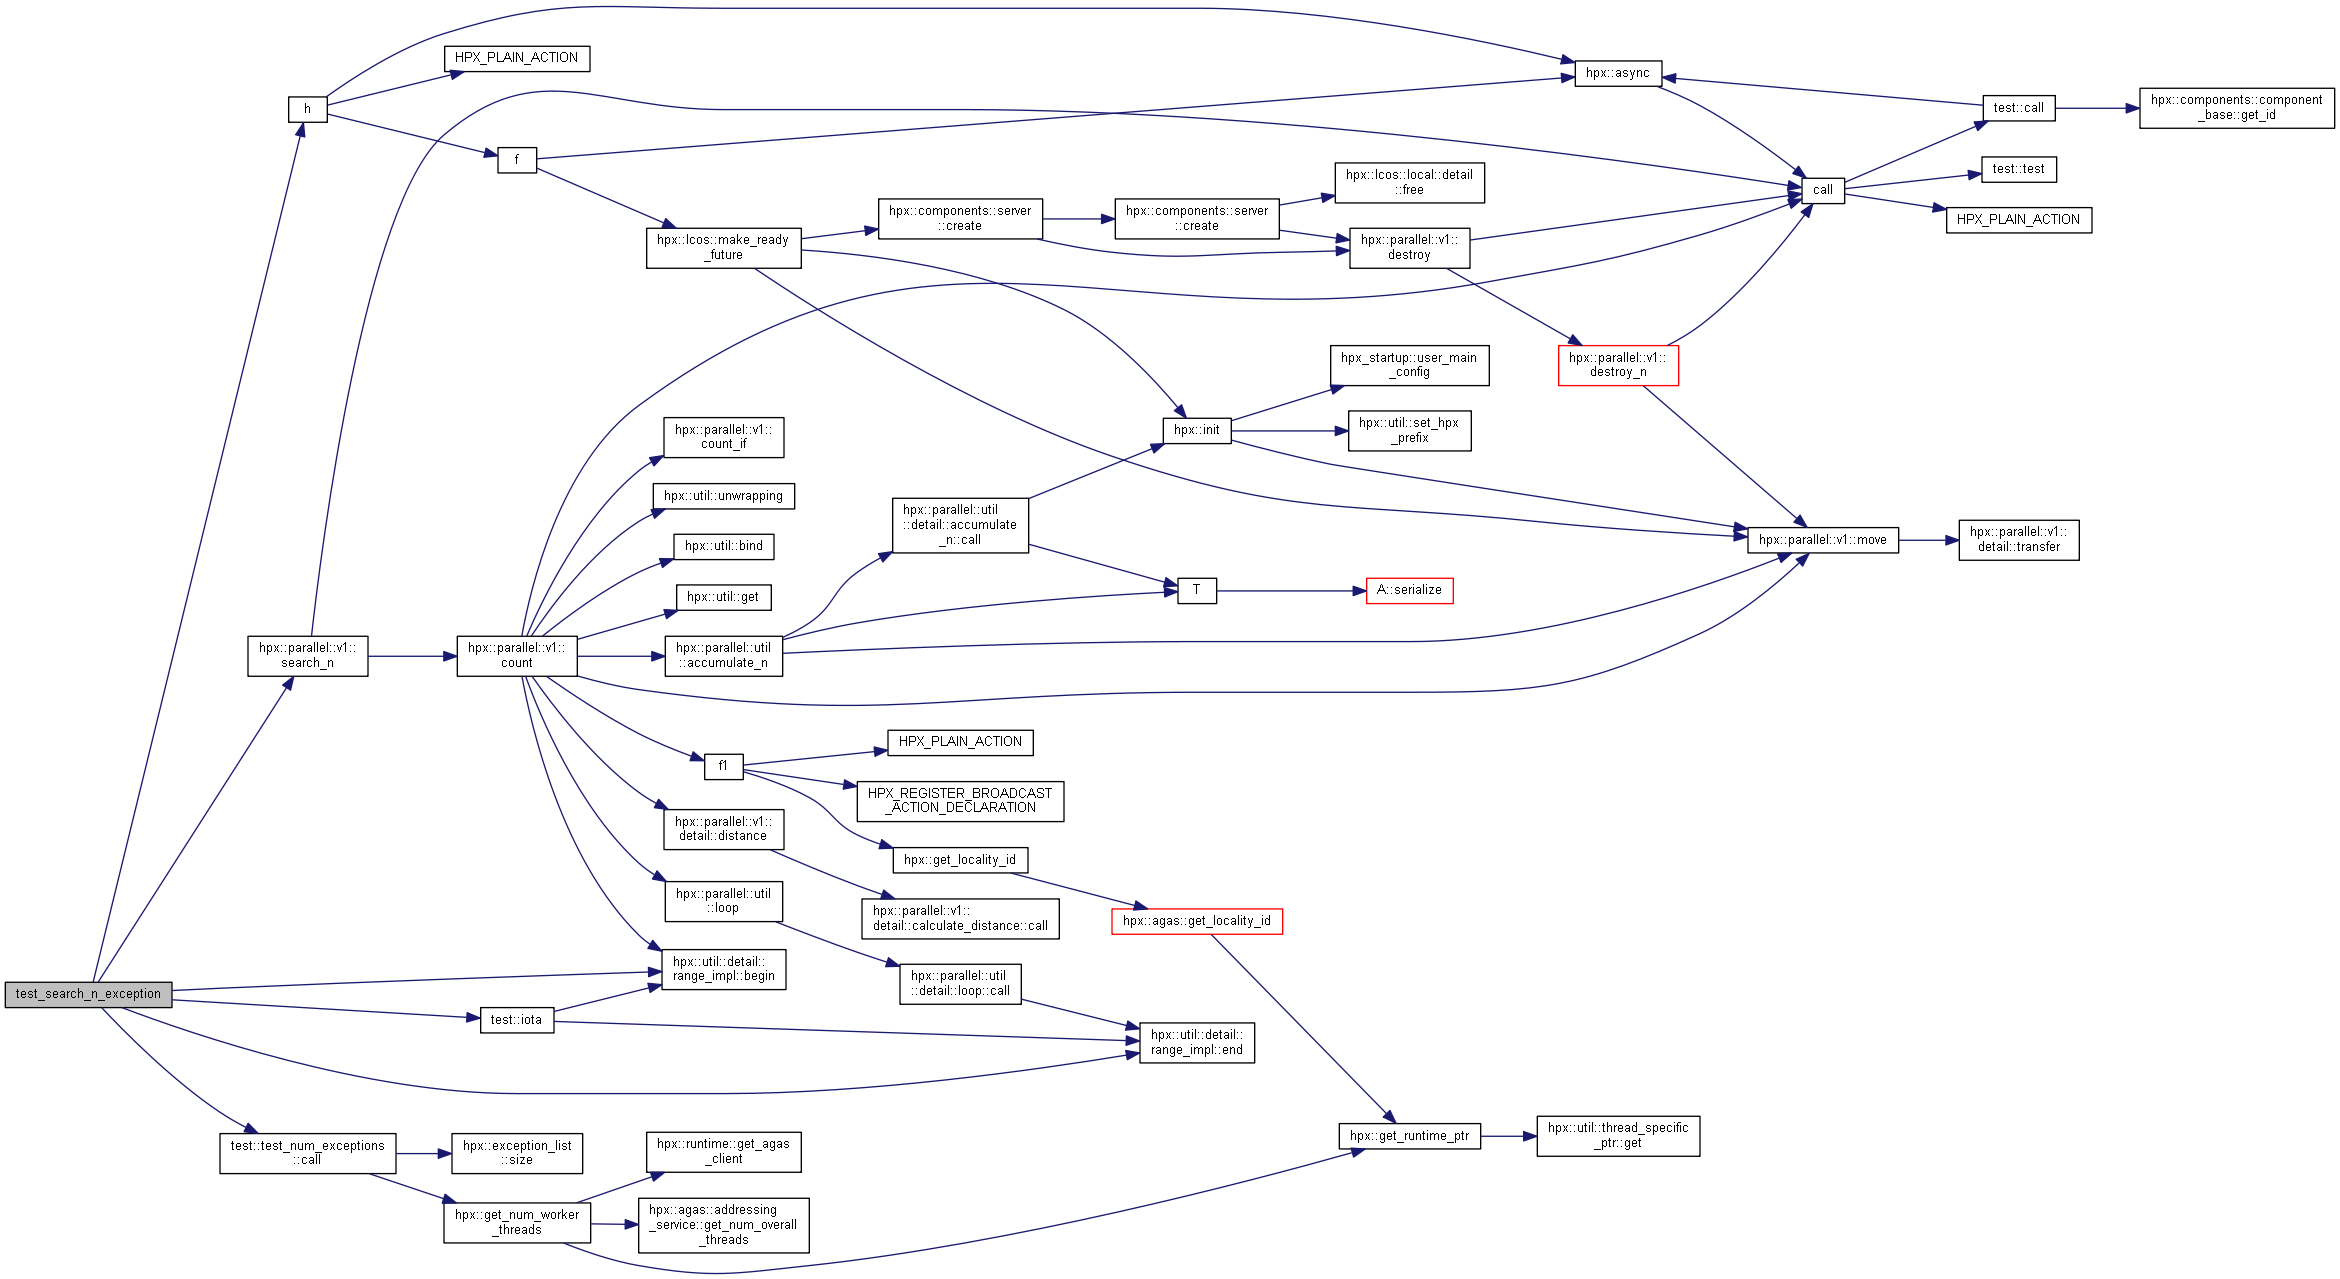 HPX_PLAIN_ACTION
h
f
hpx::async
test::call
hpx::components::component
_base::get_id
hpx::lcos::local::detail
::free
test::test
call
HPX_PLAIN_ACTION
hpx::components::server
::create
hpx::components::server
::create
hpx::lcos::make_ready
_future
hpx::parallel::v1::
destroy
hpx_startup::user_main
_config
hpx::parallel::v1::
destroy_n
hpx::parallel::v1::
count_if
hpx::init
hpx::util::set_hpx
_prefix
hpx::util::unwrapping
hpx::parallel::util
::detail::accumulate
_n::call
hpx::util::bind
hpx::parallel::v1::move
hpx::parallel::v1::
detail::transfer
hpx::util::get
T
A::serialize
hpx::parallel::v1::
search_n
hpx::parallel::v1::
count
hpx::parallel::util
::accumulate_n
f1
HPX_PLAIN_ACTION
HPX_REGISTER_BROADCAST
_ACTION_DECLARATION
hpx::parallel::v1::
detail::distance
hpx::get_locality_id
hpx::parallel::util
::loop
hpx::parallel::v1::
detail::calculate_distance::call
hpx::agas::get_locality_id
hpx::util::detail::
range_impl::begin
hpx::parallel::util
::detail::loop::call
test_search_n_exception
test::iota
hpx::util::detail::
range_impl::end
test::test_num_exceptions
::call
hpx::exception_list
::size
hpx::runtime::get_agas
_client
hpx::get_runtime_ptr
hpx::util::thread_specific
_ptr::get
hpx::get_num_worker
_threads
hpx::agas::addressing
_service::get_num_overall
_threads